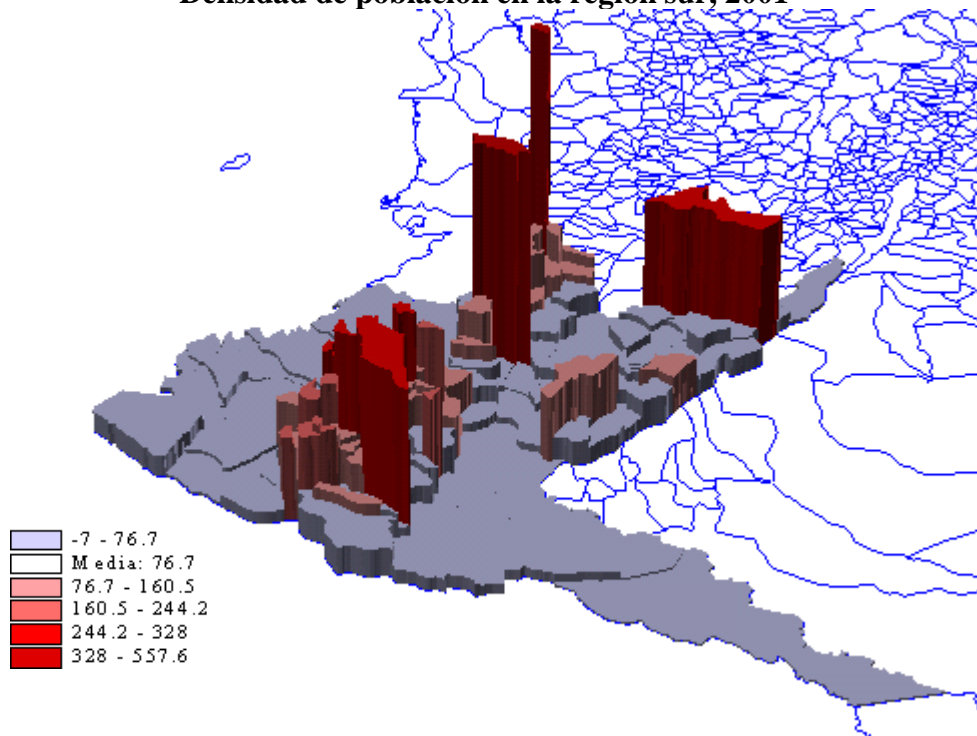 Densidad de población en la región sur, 2001
-7 - 76.7
Media: 76.7
76.7 - 160.5
160.5 - 244.2
244.2 - 328
328 - 557.6